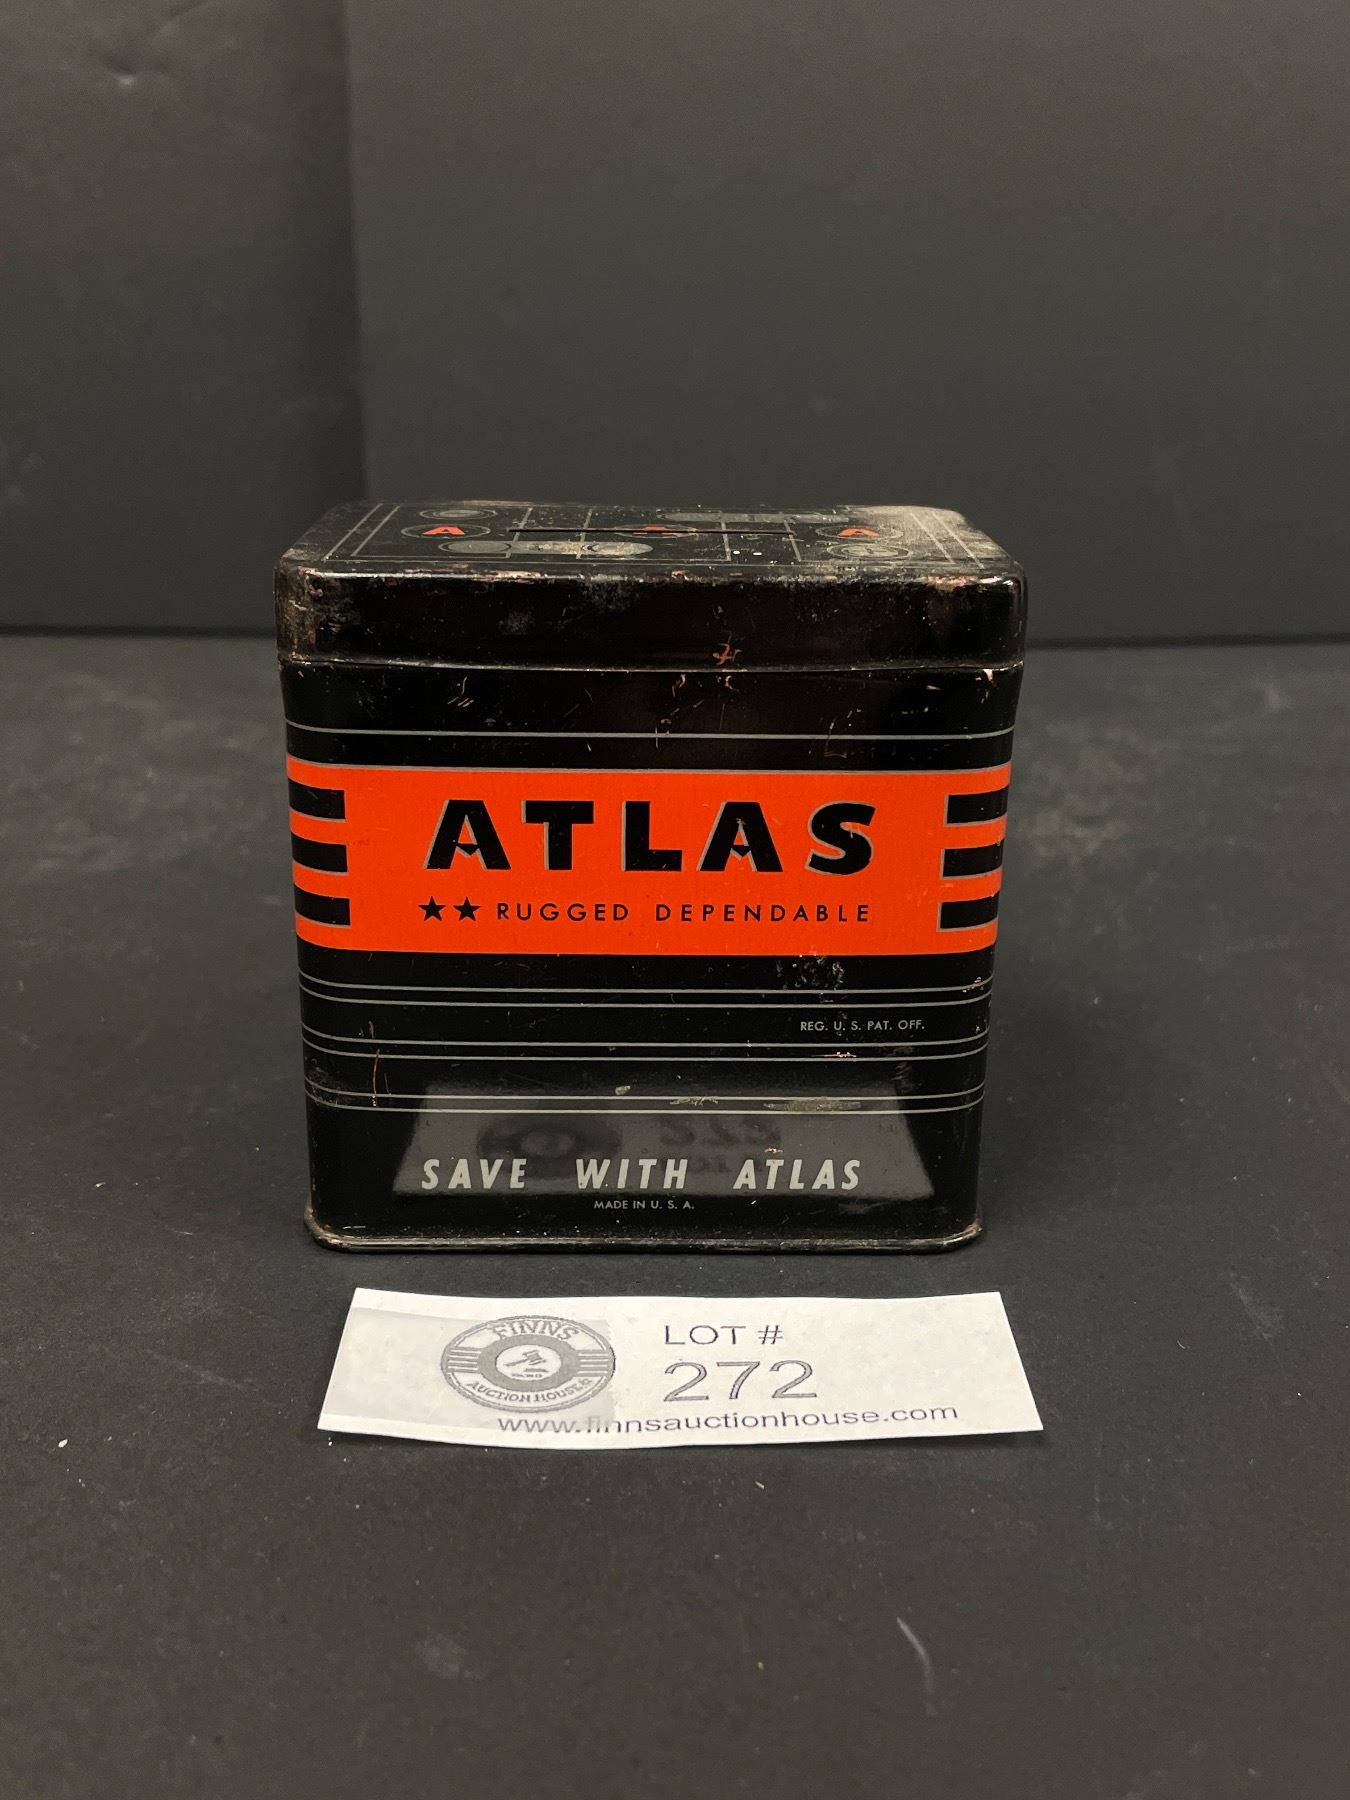 A A
ATLAS
★★ RUGGED DEPENDABLE
REG. U. S. PAT. OFF.
SAVE WITH ATLAS
MADE IN U. S. A.
FINNS
AUCTION HOUSE
LOT #
272
www.finnsauctionhouse.com